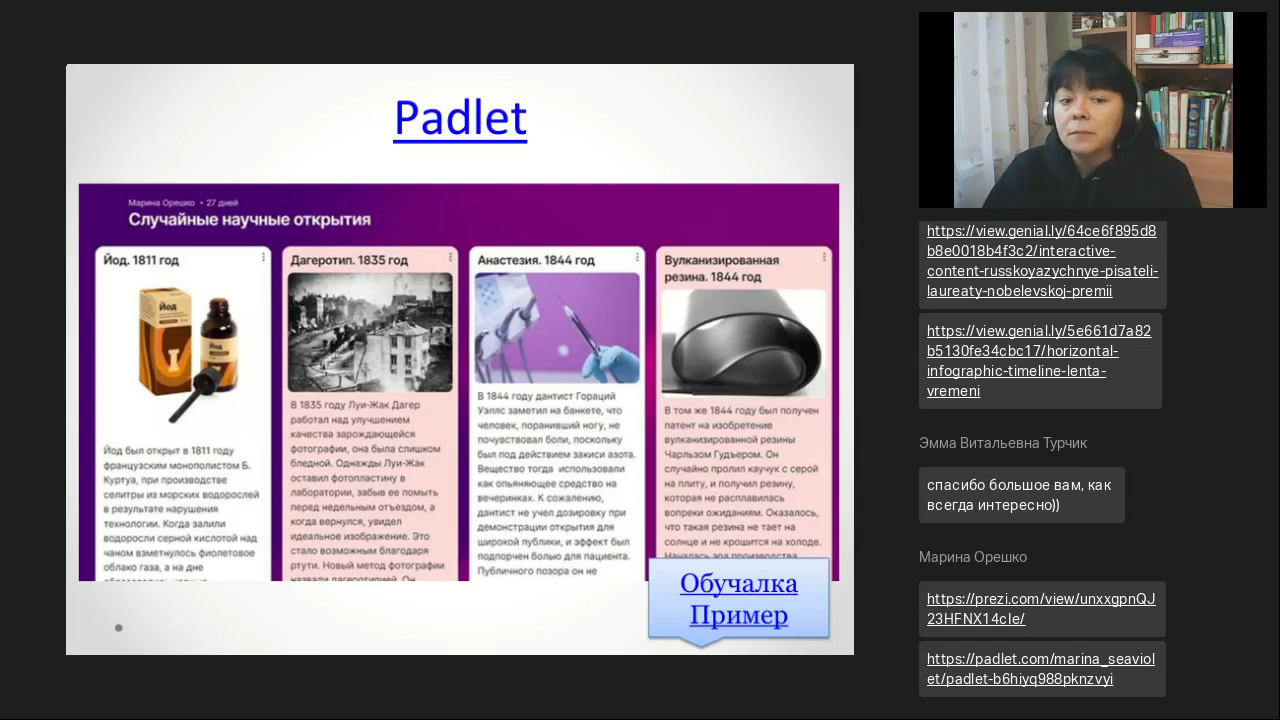 Padlet
Марина Орешко • 27 дней
Случайные научные открытия
Йод. 1811 год
Йод
Йод был открыт в 1811 году
французским монополистом Б.
Куртуа, при производстве
селитры из морских водорослей
в результате нарушения
технологии. Когда залили
водоросли серной кислотой над
чаном взметнулось фиолетовое
облако газа, а на дне
Дагеротип. 1835 год
В 1835 году Луи-Жак Дагер
работал над улучшением
качества зарождающейся
фотографии, она была слишком
бледной. Однажды Луи-Жак
оставил фотопластину в
лаборатории, забыв ее помыть
перед недельным отъездом, а
когда вернулся, увидел
идеальное изображение. Это
стало возможным благодаря
ртути. Новый метод фотографии
назвали дагеротипией. Он
Анастезия. 1844 год
В 1844 году дантист Гораций
Уэллс заметил на банкете, что
человек, поранивший ногу, не
почувствовал боли, поскольку
был под действием закиси азота.
Вещество тогда использовали
как опьяняющее средство на
вечеринках. К сожалению,
дантист не учел дозировку при
демонстрации открытия для
широкой публики, и эффект был
подпорчен болью для пациента.
Публичного позора он не
Вулканизированная
резина. 1844 год
В том же 1844 году был получен
патент на изобретение
вулканизированной резины
Чарльзом Гудъером. Он
случайно пролил каучук с серой
на плиту, и получил резину,
которая не расплавилась
вопреки ожиданиям. Оказалось,
что такая резина не тает на
солнце и не крошится на холоде.
Началась эра производства
Обучалка
Пример
https://view.genial.ly/64ce6f895d8
b8e0018b4f3c2/interactive-
content-russkoyazychnye-pisateli-
laureaty-nobelevskoj-premii
https://view.genial.ly/5e661d7a82
b5130fe34cbc17/horizontal-
infographic-timeline-lenta-
vremeni
Эмма Витальевна Турчик
спасибо большое вам, как
всегда интересно))
Марина Орешко
https://prezi.com/view/unxxgpnQJ
23HFNX14cIe/
https://padlet.com/marina_seaviol
et/padlet-b6hiyq988pknzvyi